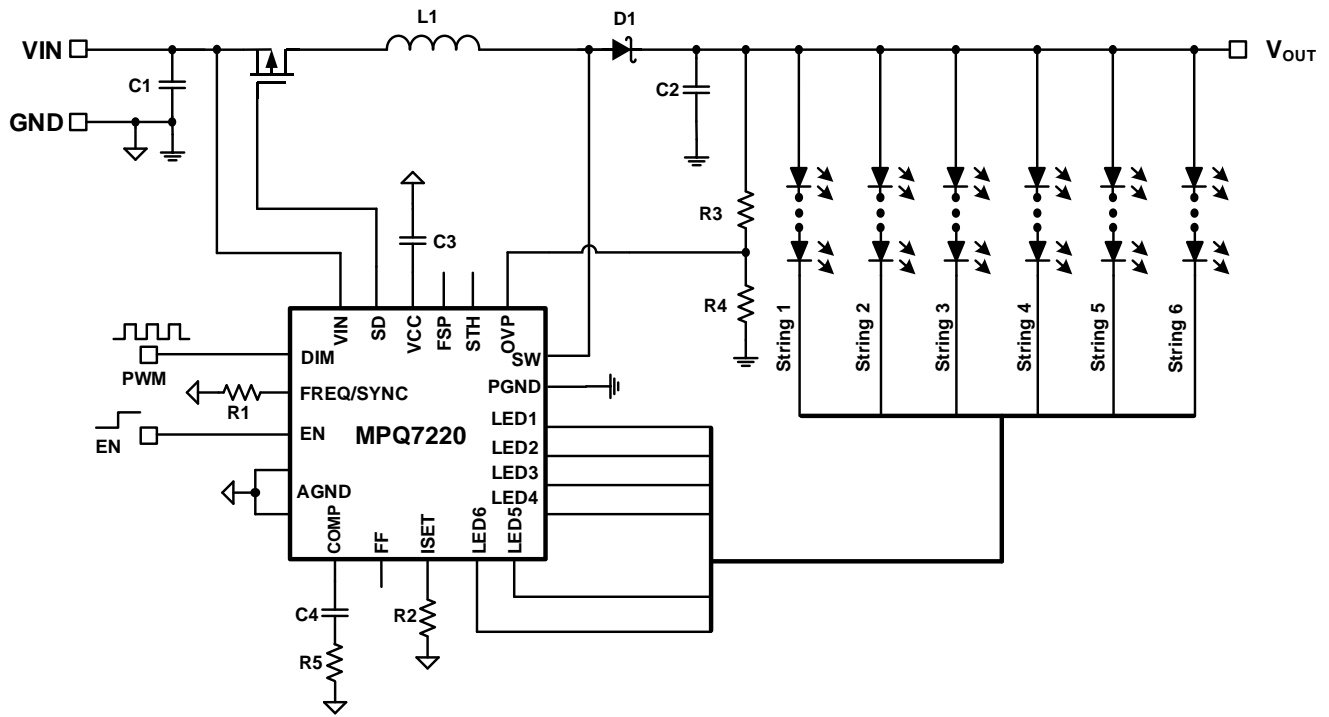 L1
D1
VIN
V_OUT
C1
C2
GND
R3
C3
R4
String 1
String 2
String 3
String 4
String 5
String 6
VIN
SD
VCC
FSP
STH
OVP
SW
DIM
PWM
PGND
FREQ/SYNC
R1
LED1
EN
EN
MPQ7220
LED2
LED3
AGND
LED4
COMP
FF
ISET
LED6
LED5
C4
R2
R5